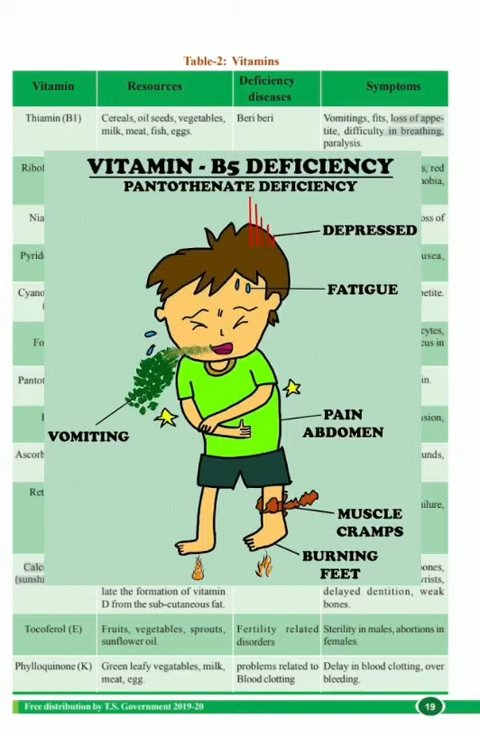 Table-2: Vitamins
Vitamin Resources Deficiency diseases Symptoms
Thiamin (B1) Cereals, oil seeds, vegetables, Beri beri Vomitings, fits, loss of appe-
milk, meat, fish, eggs. tite, difficulty in breathing,
paralysis.
VITAMIN - B5 DEFICIENCY
PANTOTHENATE DEFICIENCY
DEPRESSED
FATIGUE
VOMITING
PAIN
ABDOMEN
MUSCLE
CRAMPS
BURNING
FEET
(sunshi
late the formation of vitamin delayed dentition, weak
D from the sub-cutaneous fat. bones.
Tocoferol (E) Fruits, vegetables, sprouts, Fertility related Sterility in males, abortions in
sunflower oil. disorders females.
Phylloquinone (K) Green leafy vegatables, milk, problems related to Delay in blood clotting, over
meat, egg. Blood clotting bleeding.
Free distribution by T.S. Government 2019-20 19